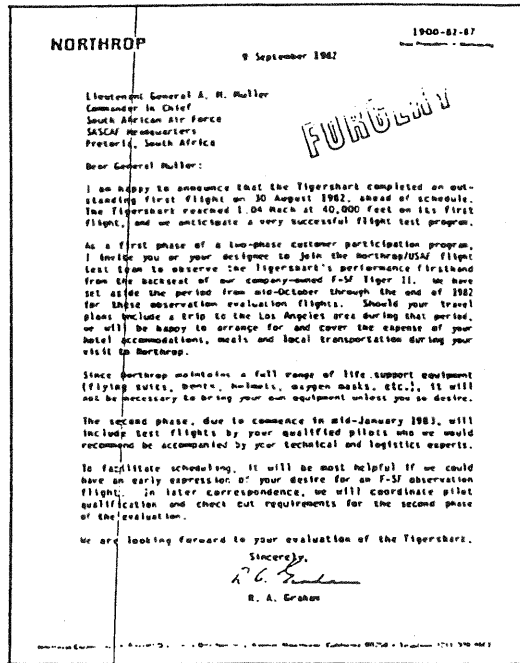 1900-82-87
NORTHROP
9 September 1982
Lieutenant General A. M. Muller
Commander in Chief
South African Air Force
SASCAF Headquarters
Pretoria, South Africa
FORGERY
Dear General Muller:
I am happy to announce that the Tigershark completed an out-
standing first flight on 30 August 1982, ahead of schedule.
The Tigershark reached 1.04 Mach at 40,000 feet on its first
flight, and we anticipate a very successful flight test program.
As a first phase of a two-phase customer participation program,
I invite you or your designee to join the Northrop/USAF flight
test team to observe the Tigershark's performance firsthand
from the backseat of our company-owned F-5F Tiger II. We have
set aside the period from mid-October through the end of 1982
for these observation evaluation flights. Should your travel
plans include a trip to the Los Angeles area during that period,
we will be happy to arrange for and cover the expense of your
hotel accommodations, meals and local transportation during your
visit to Northrop.
Since Northrop maintains a full range of life support equipment
(flying suits, boots, helmets, oxygen masks, etc.), it will
not be necessary to bring your own equipment unless you so desire.
The second phase, due to commence in mid-January 1983, will
include test flights by your qualified pilots who we would
recommend be accompanied by your technical and logistics experts.
To facilitate scheduling, it will be most helpful if we could
have an early expression of your desire for an F-5F observation
flight. In later correspondence, we will coordinate pilot
qualification and check out requirements for the second phase
of the evaluation.
We are looking forward to your evaluation of the Tigershark.
Sincerely,
R. A. Graham